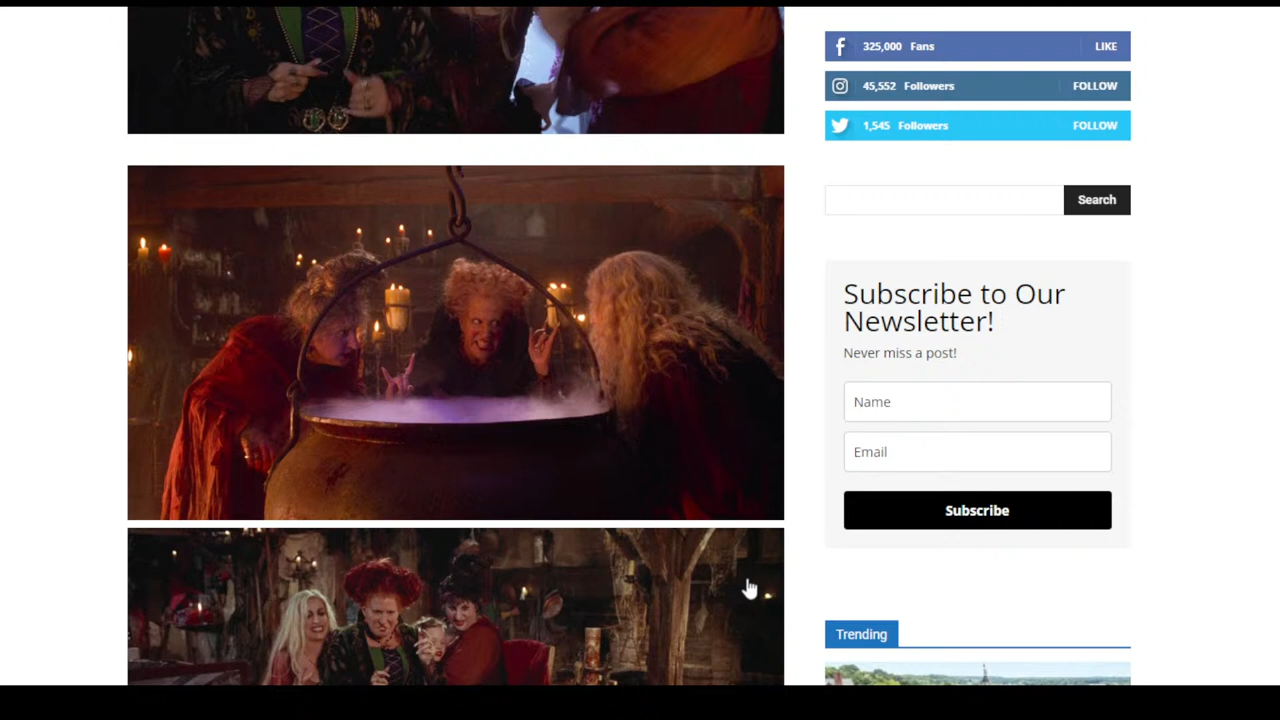 325,000 Fans LIKE
45,552 Followers FOLLOW
1,545 Followers FOLLOW
Search
Subscribe to Our
Newsletter!
Never miss a post!
Name
Email
Subscribe
Trending